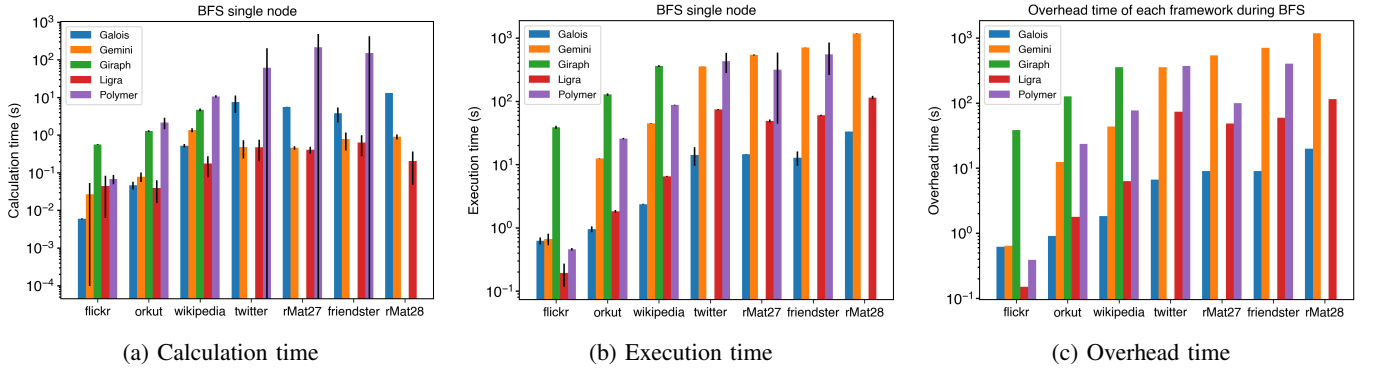 BFS single node
Calculation time (s)
10³
10²
10¹
10⁰
10⁻¹
10⁻²
10⁻³
10⁻⁴
Galois
Gemini
Giraph
Ligra
Polymer
flickr orkut wikipedia twitter rMat27 friendster rMat28
(a) Calculation time
BFS single node
Execution time (s)
10³
10²
10¹
10⁰
10⁻¹
Galois
Gemini
Giraph
Ligra
Polymer
flickr orkut wikipedia twitter rMat27 friendster rMat28
(b) Execution time
Overhead time of each framework during BFS
Overhead time (s)
10³
10²
10¹
10⁰
10⁻¹
Galois
Gemini
Giraph
Ligra
Polymer
flickr orkut wikipedia twitter rMat27 friendster rMat28
(c) Overhead time